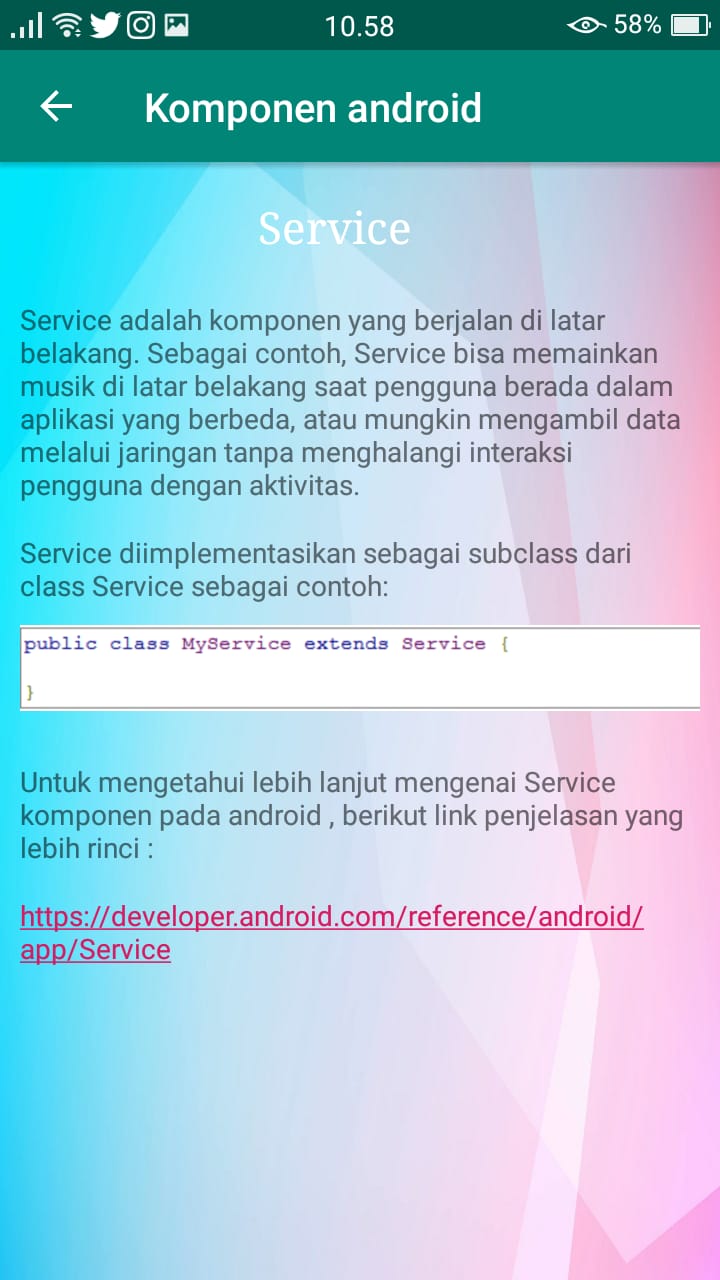 10.58
58%
Komponen android
Service
Service adalah komponen yang berjalan di latar
belakang. Sebagai contoh, Service bisa memainkan
musik di latar belakang saat pengguna berada dalam
aplikasi yang berbeda, atau mungkin mengambil data
melalui jaringan tanpa menghalangi interaksi
pengguna dengan aktivitas.
Service diimplementasikan sebagai subclass dari
class Service sebagai contoh:
public class MyService extends Service {
}
Untuk mengetahui lebih lanjut mengenai Service
komponen pada android , berikut link penjelasan yang
lebih rinci :
https://developer.android.com/reference/android/
app/Service